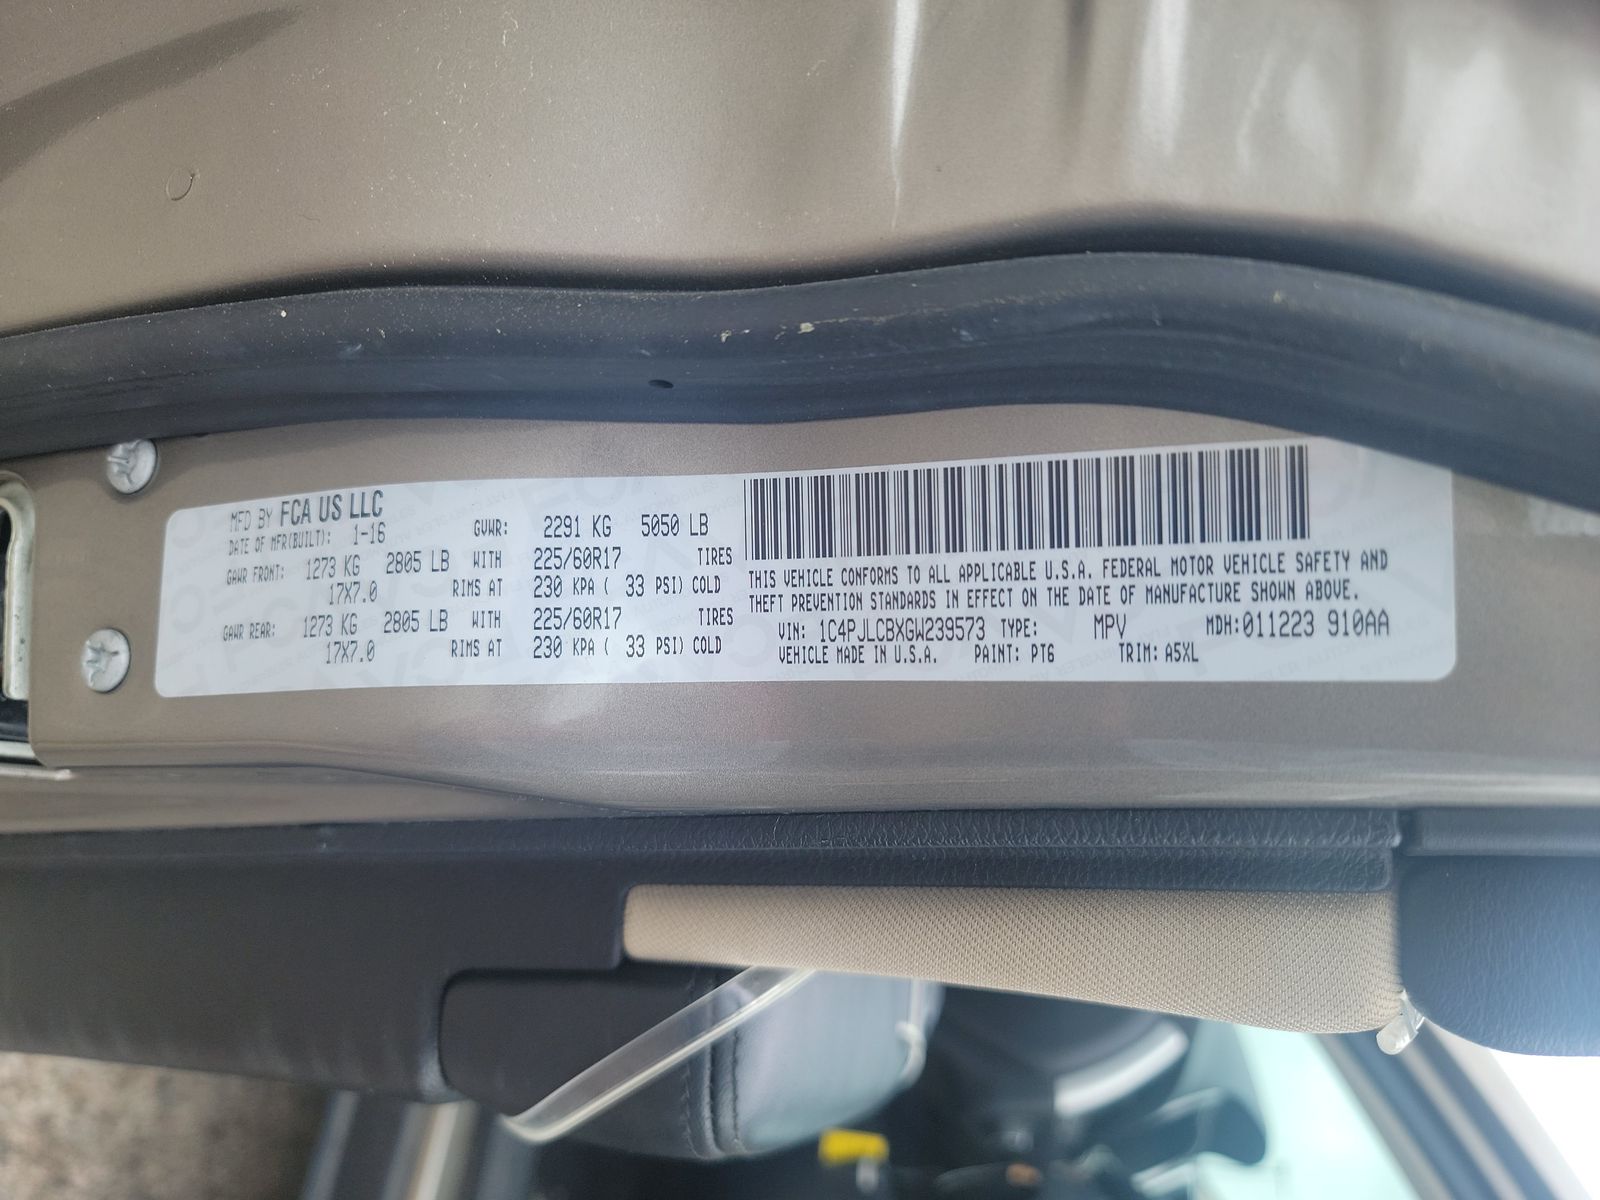 MFD BY FCA US LLC
DATE OF MFR(BUILT): 1-16 GVWR: 2291 KG 5050 LB
GAWR FRONT: 1273 KG 2805 LB WITH 225/60R17 TIRES
17X7.0 RIMS AT 230 KPA ( 33 PSI) COLD
GAWR REAR: 1273 KG 2805 LB WITH 225/60R17 TIRES
17X7.0 RIMS AT 230 KPA ( 33 PSI) COLD
THIS VEHICLE CONFORMS TO ALL APPLICABLE U.S.A. FEDERAL MOTOR VEHICLE SAFETY AND
THEFT PREVENTION STANDARDS IN EFFECT ON THE DATE OF MANUFACTURE SHOWN ABOVE.
VIN: 1C4PJLCBXGW239573 TYPE: MPV MDH:011223 910AA
VEHICLE MADE IN U.S.A. PAINT: PT6 TRIM: A5XL